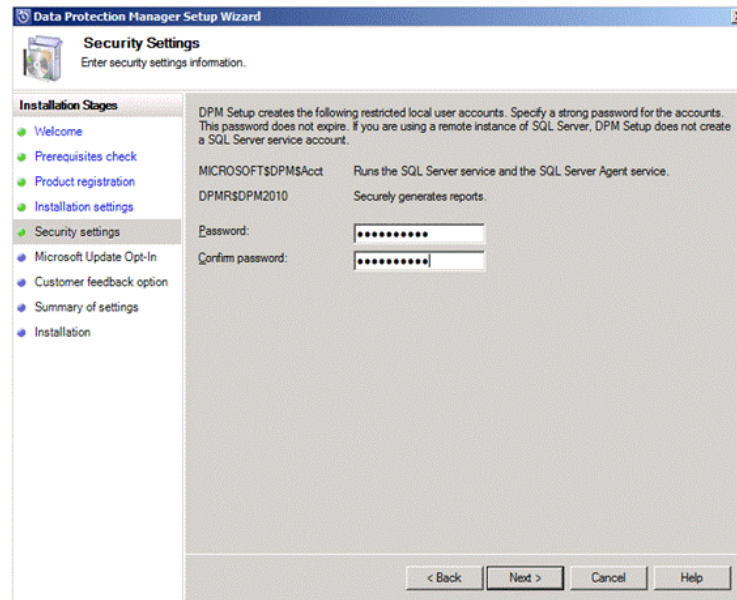 Data Protection Manager Setup Wizard
Security Settings
Enter security settings information.
Installation Stages
Welcome
Prerequisites check
Product registration
Installation settings
Security settings
Microsoft Update Opt-In
Customer feedback option
Summary of settings
Installation
DPM Setup creates the following restricted local user accounts. Specify a strong password for the accounts.
This password does not expire. If you are using a remote instance of SQL Server, DPM Setup does not create
a SQL Server service account.
MICROSOFT$DPM$Acct Runs the SQL Server service and the SQL Server Agent service.
DPMR$DPM2010 Securely generates reports.
Password: ●●●●●●●●●●
Confirm password: ●●●●●●●●●●
< Back Next > Cancel Help